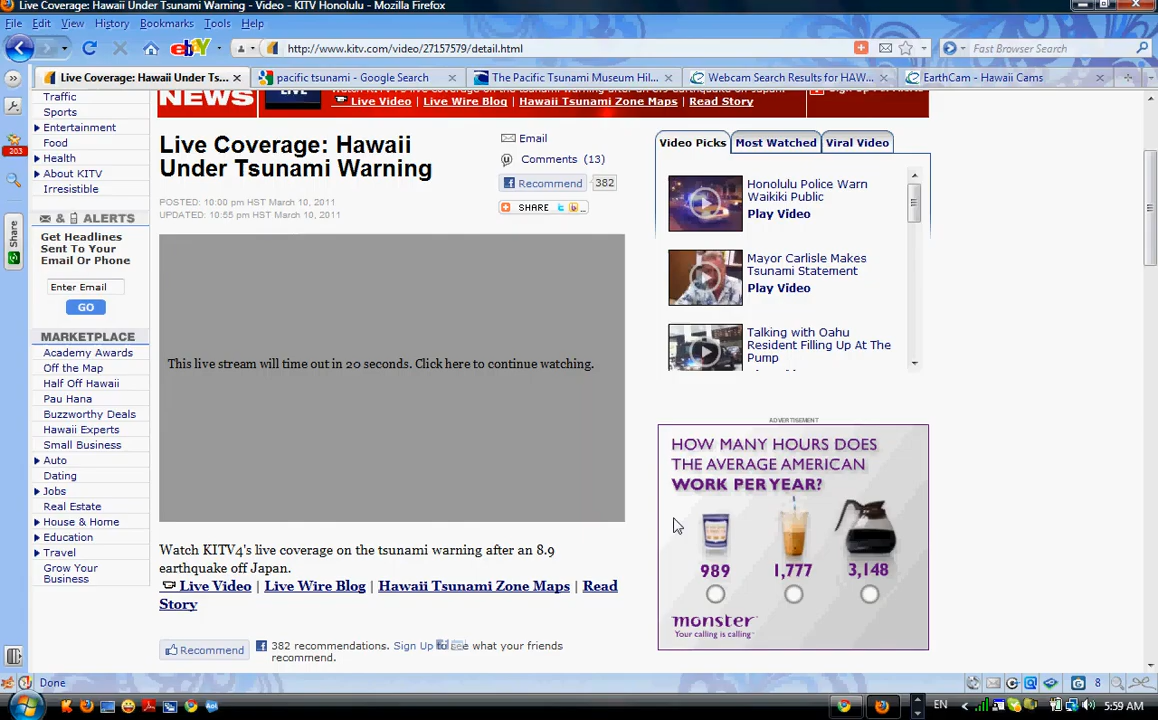 Live Coverage: Hawaii Under Tsunami Warning - Video - KITV Honolulu - Mozilla Firefox
File Edit View History Bookmarks Tools Help
http://www.kitv.com/video/27157579/detail.html
Fast Browser Search
Live Coverage: Hawaii Under Ts...
pacific tsunami - Google Search
The Pacific Tsunami Museum Hil...
Webcam Search Results for HAW...
EarthCam - Hawaii Cams
NEWS
LIVE
Live Video | Live Wire Blog | Hawaii Tsunami Zone Maps | Read Story
Traffic
Sports
Entertainment
Food
Health
About KITV
Irresistible
& ALERTS
Get Headlines
Sent To Your
Email Or Phone
Enter Email
GO
MARKETPLACE
Academy Awards
Off the Map
Half Off Hawaii
Pau Hana
Buzzworthy Deals
Hawaii Experts
Small Business
Auto
Dating
Jobs
Real Estate
House & Home
Education
Travel
Grow Your
Business
203
Share
Live Coverage: Hawaii
Under Tsunami Warning
POSTED: 10:00 pm HST March 10, 2011
UPDATED: 10:55 pm HST March 10, 2011
Email
Comments (13)
Recommend 382
SHARE
This live stream will time out in 20 seconds. Click here to continue watching.
Watch KITV4's live coverage on the tsunami warning after an 8.9
earthquake off Japan.
Live Video | Live Wire Blog | Hawaii Tsunami Zone Maps | Read
Story
Recommend
382 recommendations. Sign Up to see what your friends
recommend.
Video Picks Most Watched Viral Video
Honolulu Police Warn
Waikiki Public
Play Video
Mayor Carlisle Makes
Tsunami Statement
Play Video
Talking with Oahu
Resident Filling Up At The
Pump
ADVERTISEMENT
HOW MANY HOURS DOES
THE AVERAGE AMERICAN
WORK PER YEAR?
989 1,777 3,148
monster
Your calling is calling
Done
8
EN
5:59 AM